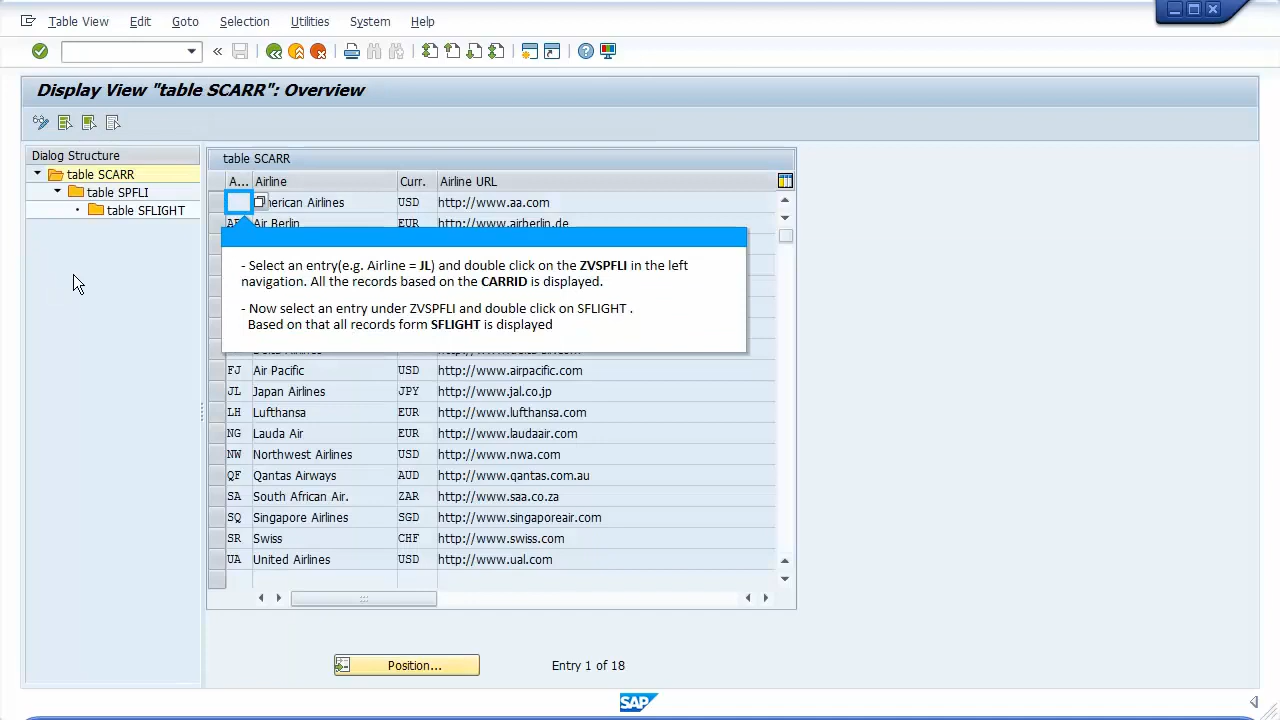 Table View Edit Goto Selection Utilities System Help
Display View "table SCARR": Overview
Dialog Structure
table SCARR
table SPFLI
table SFLIGHT
table SCARR
A... Airline Curr. Airline URL
erican Airlines USD http://www.aa.com
Air Berlin EUR http://www.airberlin.de
- Select an entry(e.g. Airline = JL) and double click on the ZVSPFLI in the left
navigation. All the records based on the CARRID is displayed.
- Now select an entry under ZVSPFLI and double click on SFLIGHT .
Based on that all records form SFLIGHT is displayed
FJ Air Pacific USD http://www.airpacific.com
JL Japan Airlines JPY http://www.jal.co.jp
LH Lufthansa EUR http://www.lufthansa.com
NG Lauda Air EUR http://www.laudaair.com
NW Northwest Airlines USD http://www.nwa.com
QF Qantas Airways AUD http://www.qantas.com.au
SA South African Air. ZAR http://www.saa.co.za
SQ Singapore Airlines SGD http://www.singaporeair.com
SR Swiss CHF http://www.swiss.com
UA United Airlines USD http://www.ual.com
Position... Entry 1 of 18
SAP